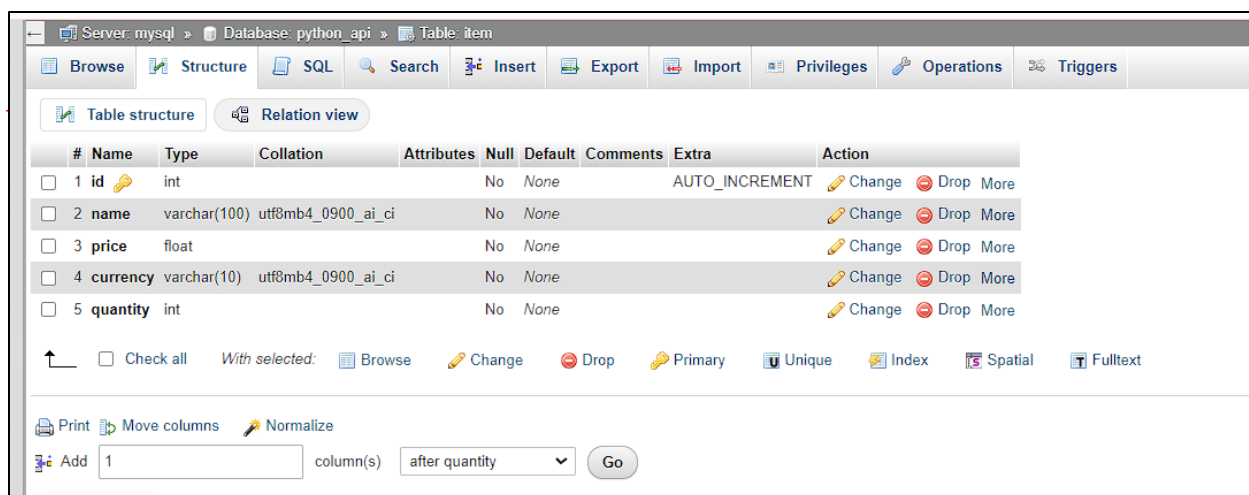 ← Server: mysql » Database: python_api » Table: item
Browse Structure SQL Search Insert Export Import Privileges Operations Triggers
Table structure Relation view
# Name Type Collation Attributes Null Default Comments Extra Action
1 id int No None AUTO_INCREMENT Change Drop More
2 name varchar(100) utf8mb4_0900_ai_ci No None Change Drop More
3 price float No None Change Drop More
4 currency varchar(10) utf8mb4_0900_ai_ci No None Change Drop More
5 quantity int No None Change Drop More
Check all With selected: Browse Change Drop Primary Unique Index Spatial Fulltext
Print Move columns Normalize
Add 1 column(s) after quantity Go